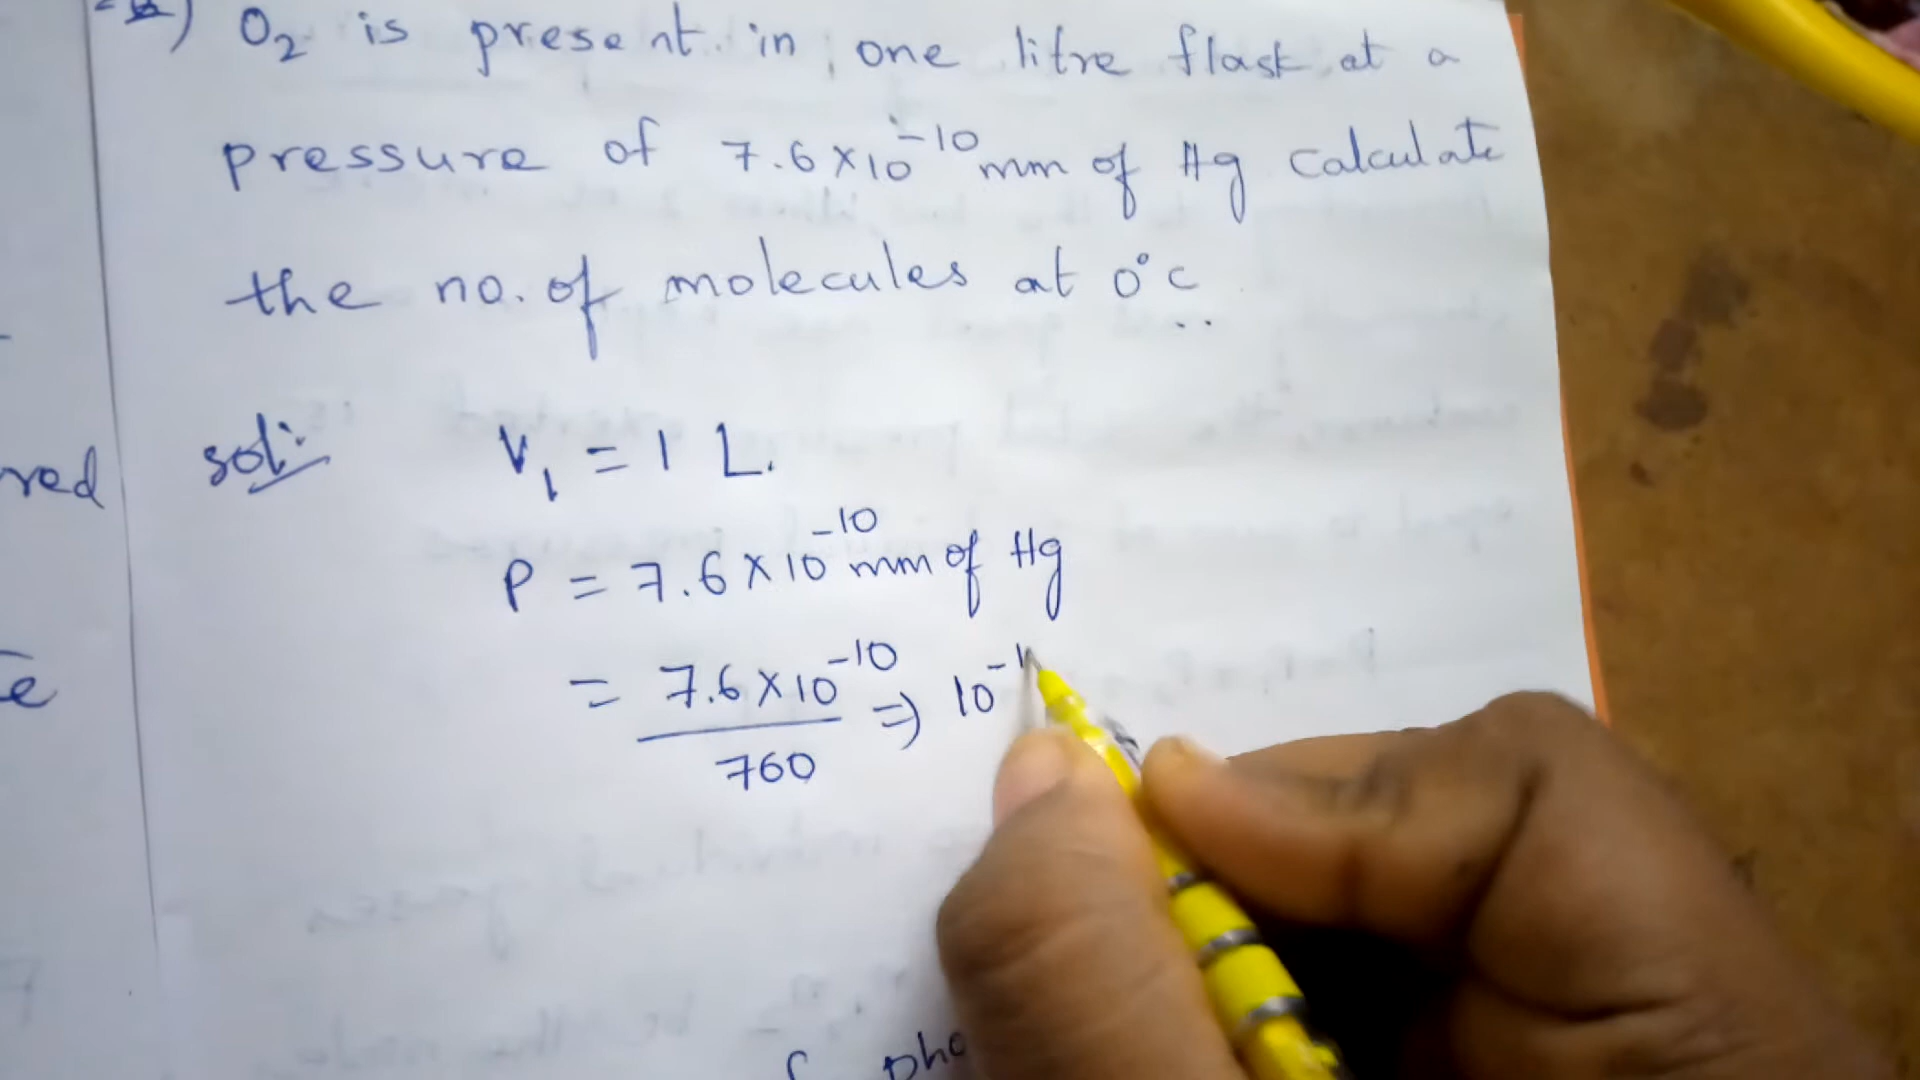 O₂ is present in one litre flask at a
pressure of 7.6×10⁻¹⁰ mm of Hg calculate
the no. of molecules at 0°c
red
sol:- V₁ = 1 L.
P = 7.6×10⁻¹⁰ mm of Hg
= 7.6×10⁻¹⁰ / 760 ⇒ 10⁻¹